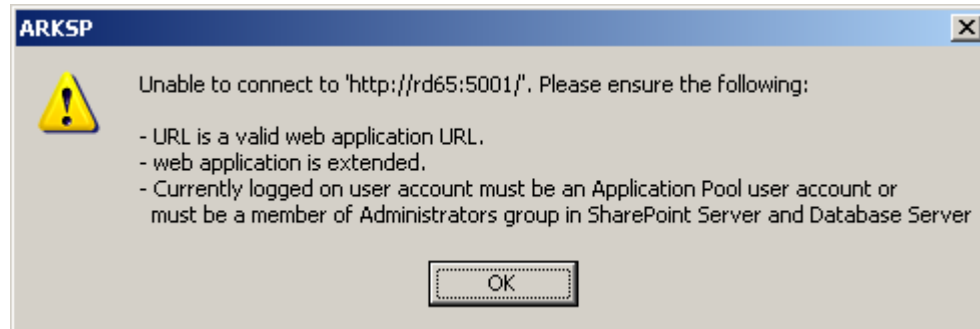 ARKSP
Unable to connect to 'http://rd65:5001/'. Please ensure the following:
- URL is a valid web application URL.
- web application is extended.
- Currently logged on user account must be an Application Pool user account or
must be a member of Administrators group in SharePoint Server and Database Server
OK